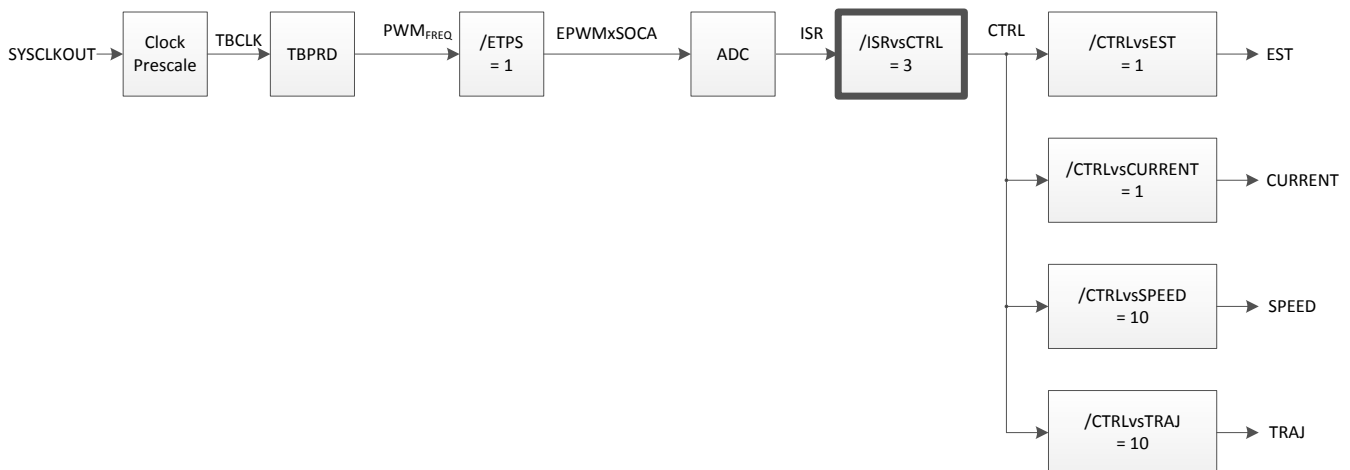 SYSCLKOUT
Clock
Prescale
TBCLK
TBPRD
PWMFREQ
/ETPS
= 1
EPWMxSOCA
ADC
ISR
/ISRvsCTRL
= 3
CTRL
/CTRLvsEST
= 1
EST
/CTRLvsCURRENT
= 1
CURRENT
/CTRLvsSPEED
= 10
SPEED
/CTRLvsTRAJ
= 10
TRAJ